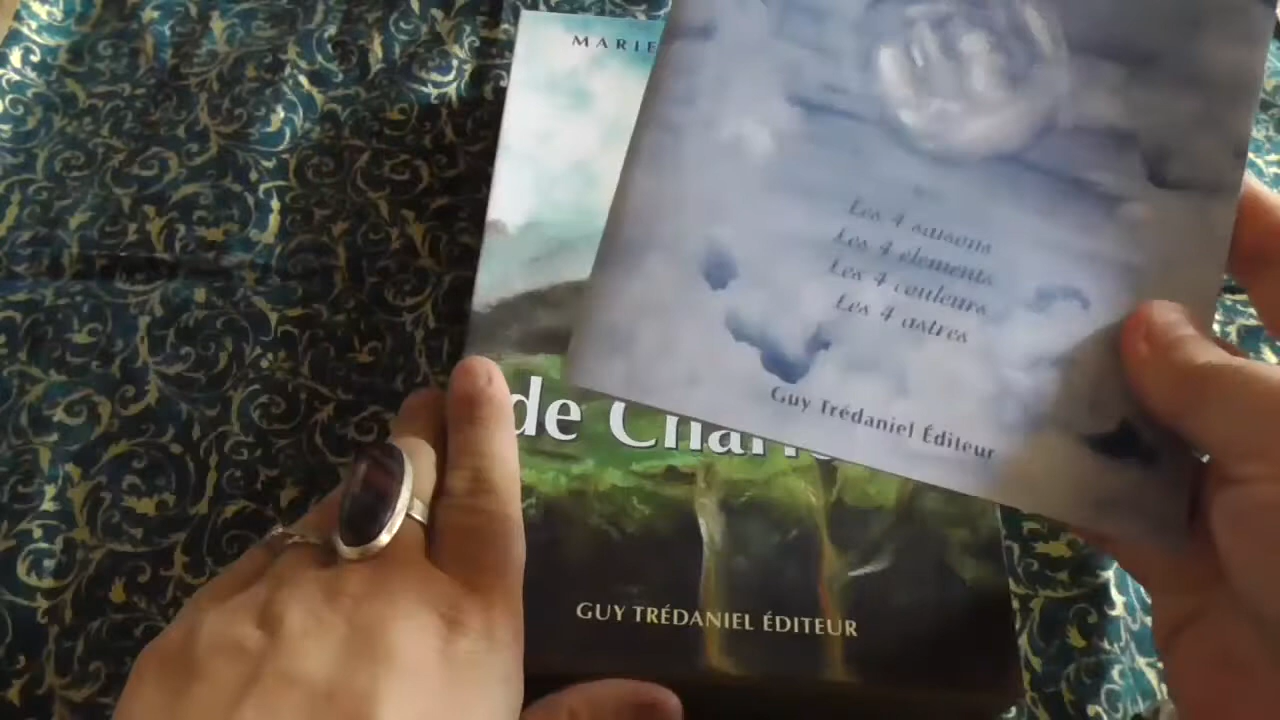 MARIE
Les 4 saisons
Les 4 éléments
Les 4 couleurs
Les 4 astres
Guy Trédaniel Éditeur
de Char
GUY TRÉDANIEL ÉDITEUR